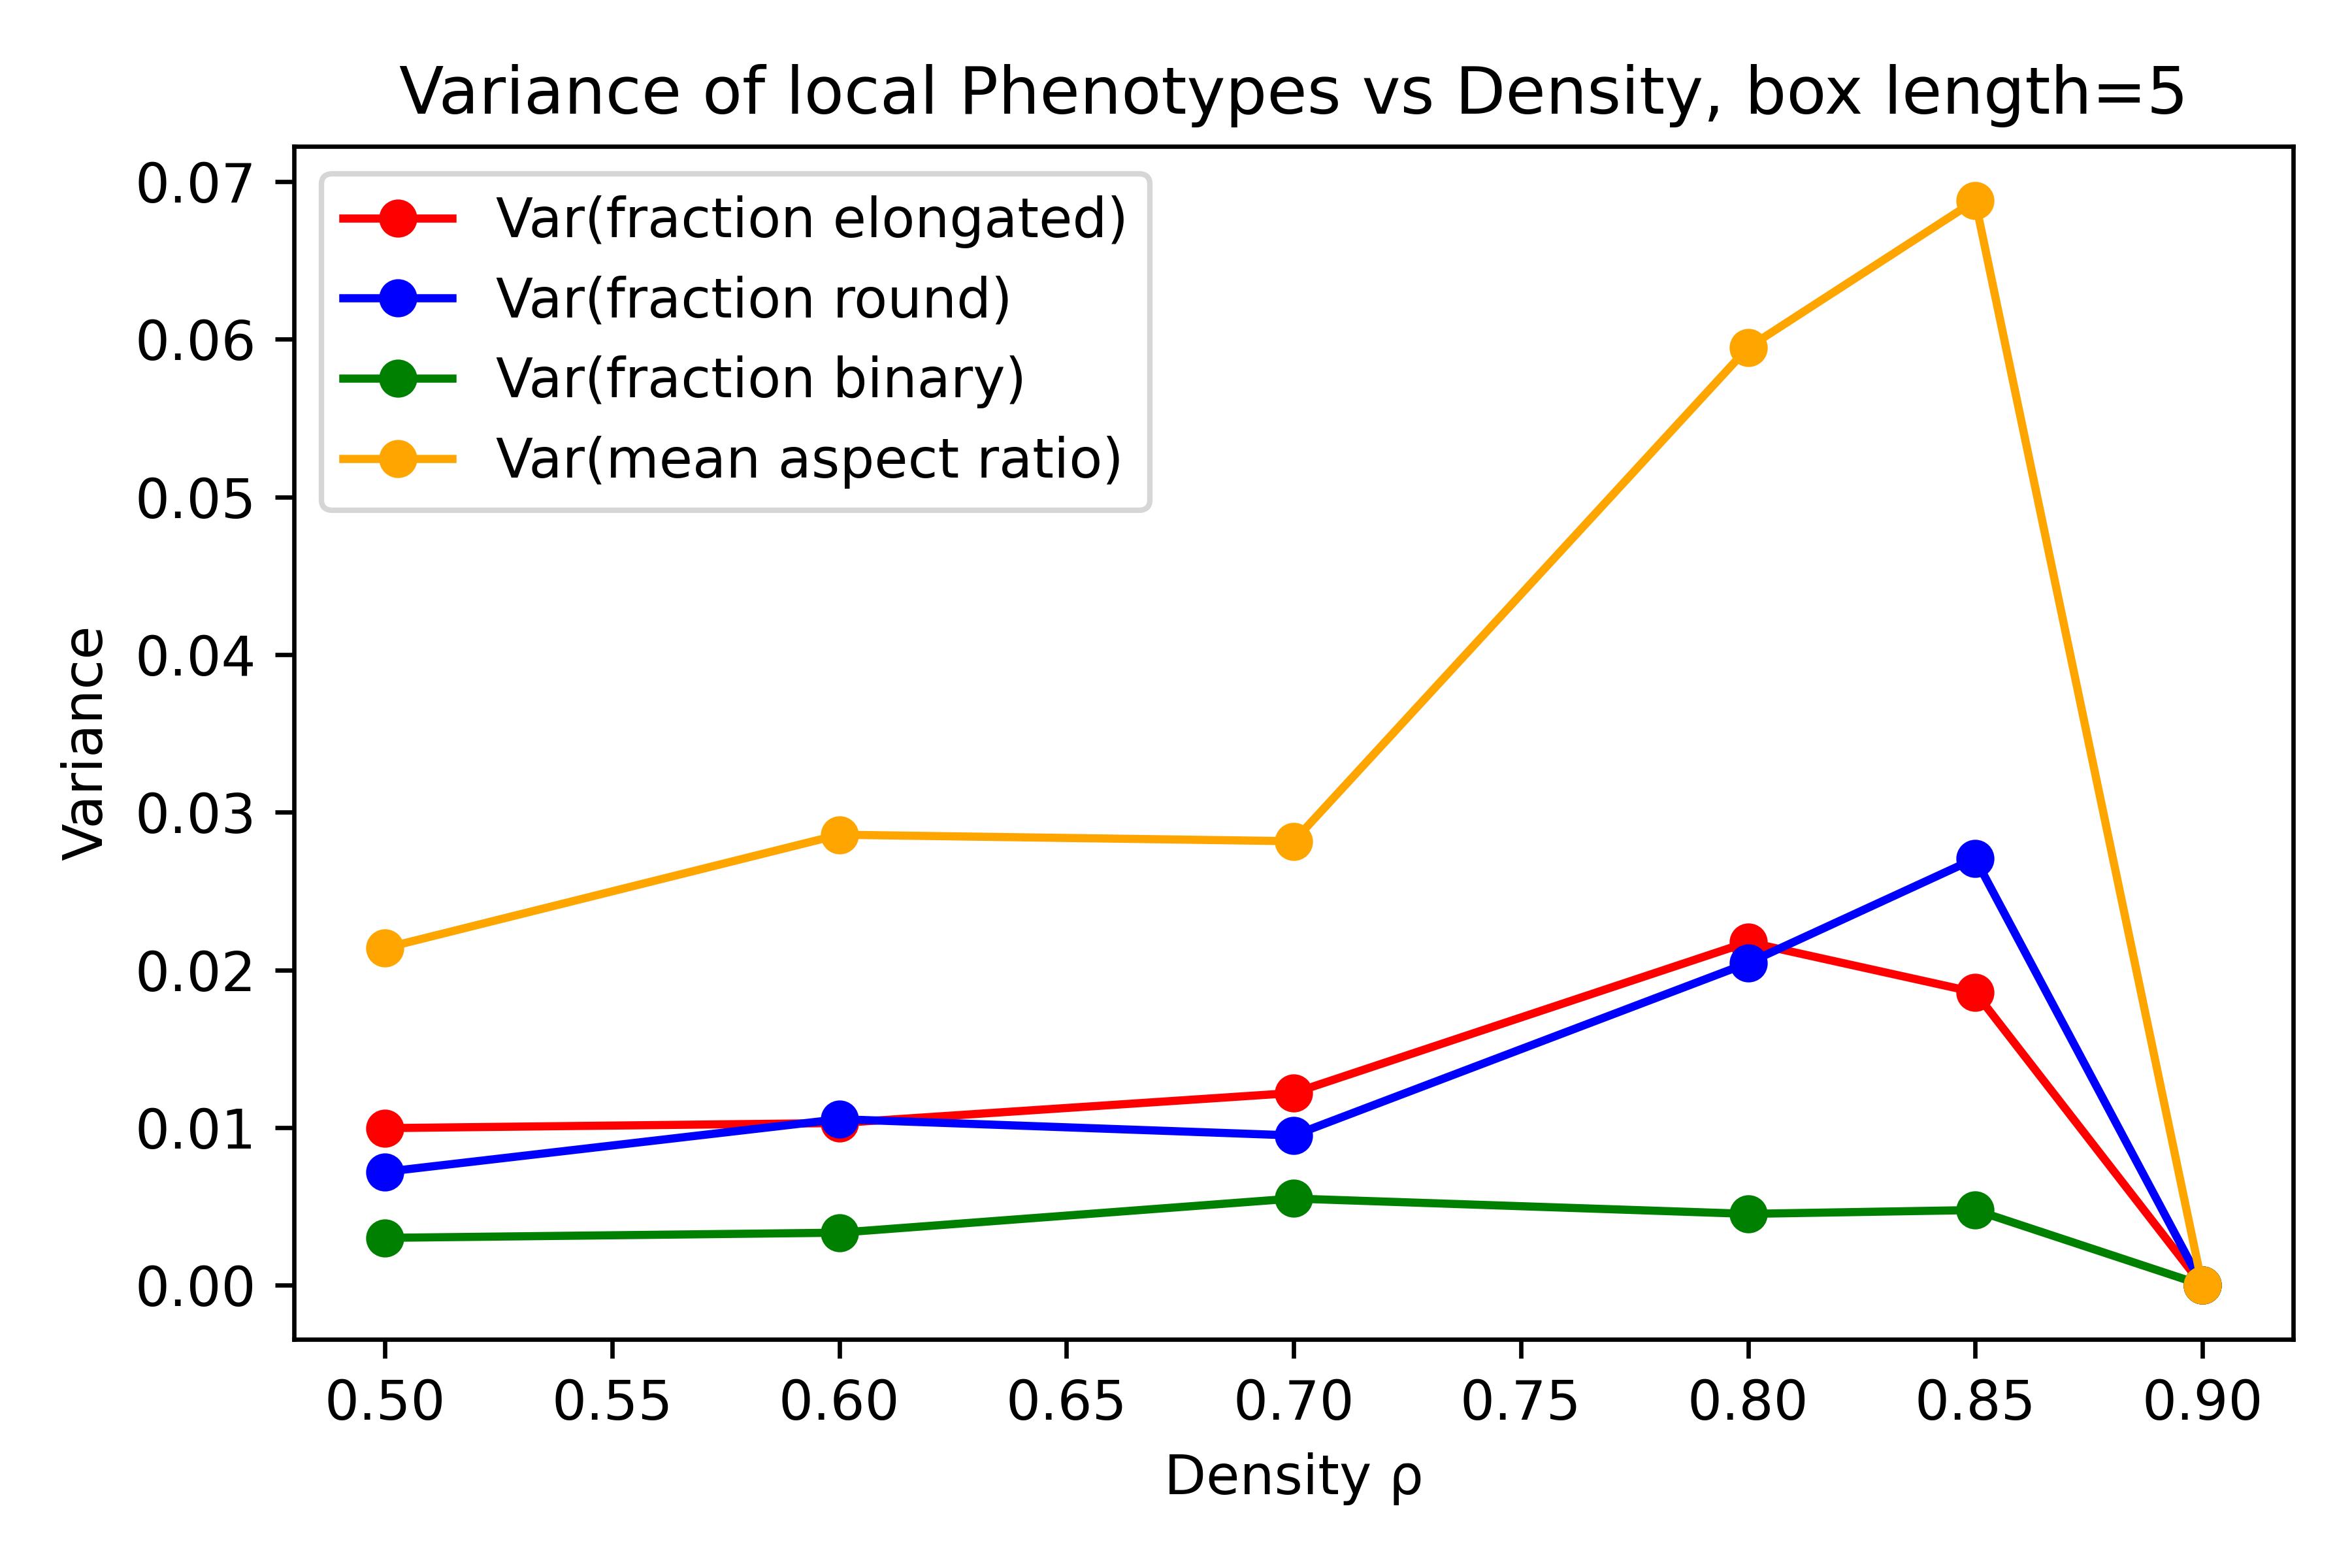 Variance of local Phenotypes vs Density, box length=5
Var(fraction elongated)
Var(fraction round)
Var(fraction binary)
Var(mean aspect ratio)
Variance
0.07
0.06
0.05
0.04
0.03
0.02
0.01
0.00
0.50 0.55 0.60 0.65 0.70 0.75 0.80 0.85 0.90
Density ρ